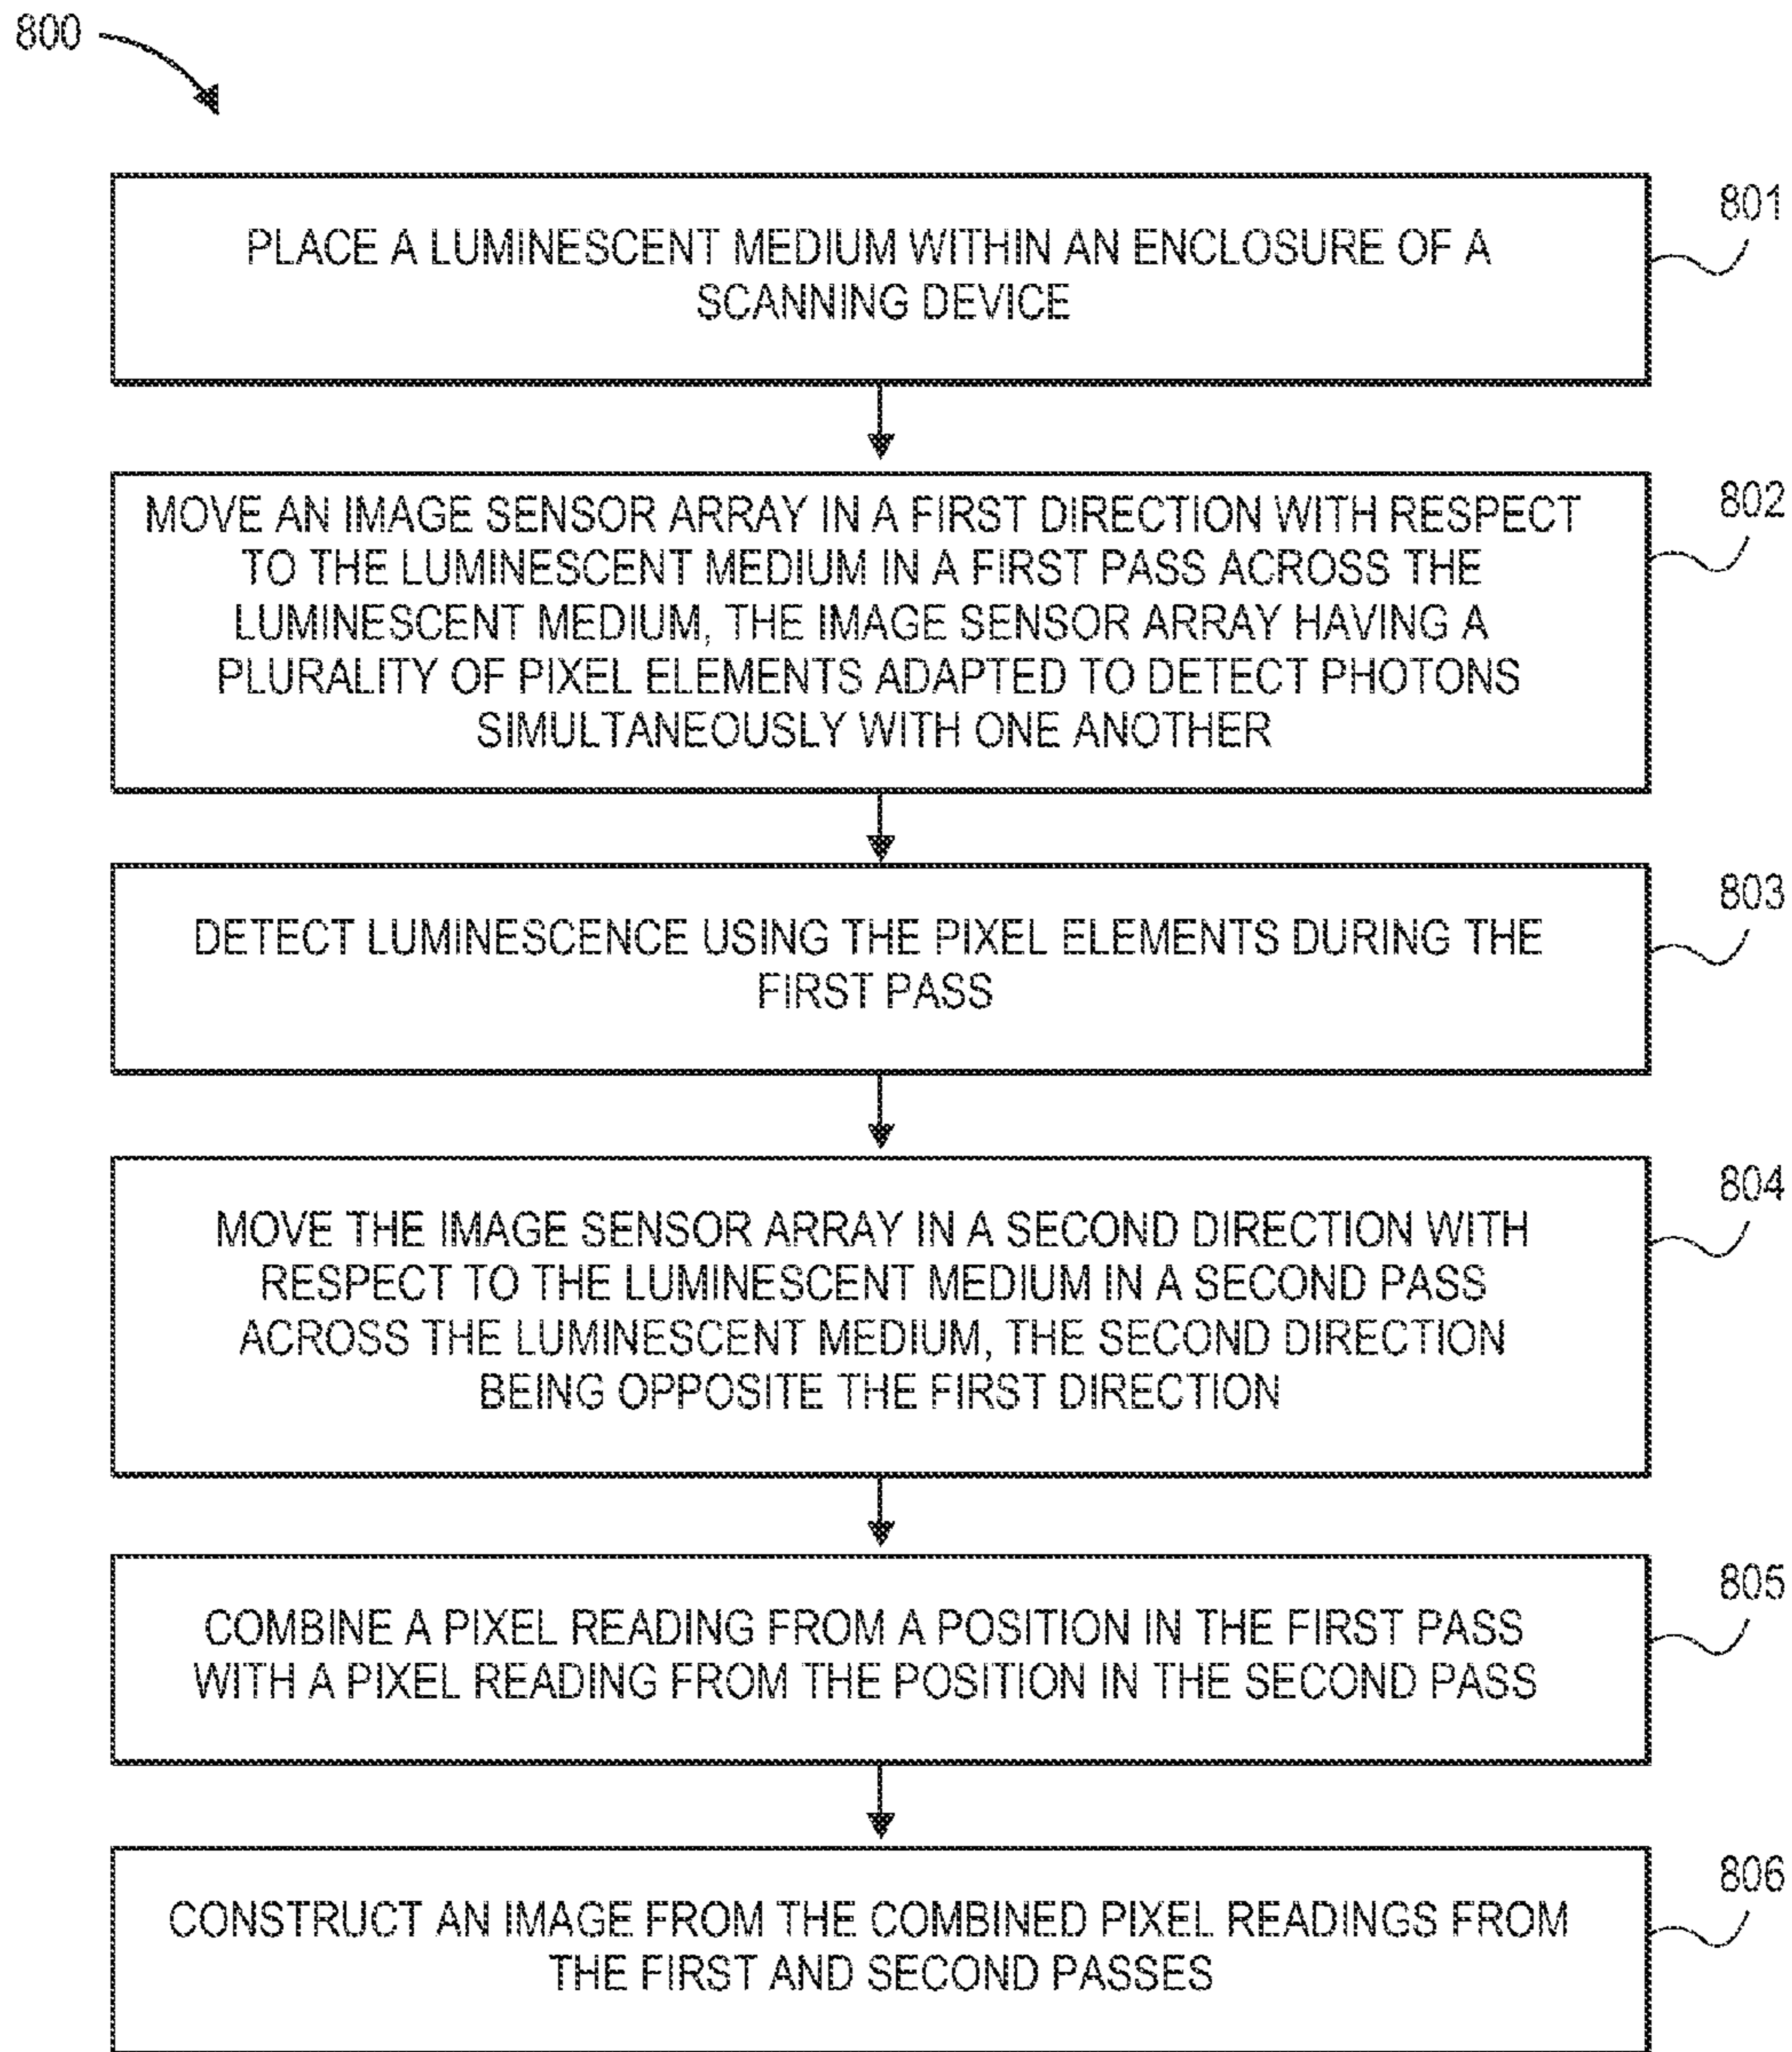 800
801
PLACE A LUMINESCENT MEDIUM WITHIN AN ENCLOSURE OF A
SCANNING DEVICE
802
MOVE AN IMAGE SENSOR ARRAY IN A FIRST DIRECTION WITH RESPECT
TO THE LUMINESCENT MEDIUM IN A FIRST PASS ACROSS THE
LUMINESCENT MEDIUM, THE IMAGE SENSOR ARRAY HAVING A
PLURALITY OF PIXEL ELEMENTS ADAPTED TO DETECT PHOTONS
SIMULTANEOUSLY WITH ONE ANOTHER
803
DETECT LUMINESCENCE USING THE PIXEL ELEMENTS DURING THE
FIRST PASS
804
MOVE THE IMAGE SENSOR ARRAY IN A SECOND DIRECTION WITH
RESPECT TO THE LUMINESCENT MEDIUM IN A SECOND PASS
ACROSS THE LUMINESCENT MEDIUM, THE SECOND DIRECTION
BEING OPPOSITE THE FIRST DIRECTION
805
COMBINE A PIXEL READING FROM A POSITION IN THE FIRST PASS
WITH A PIXEL READING FROM THE POSITION IN THE SECOND PASS
806
CONSTRUCT AN IMAGE FROM THE COMBINED PIXEL READINGS FROM
THE FIRST AND SECOND PASSES